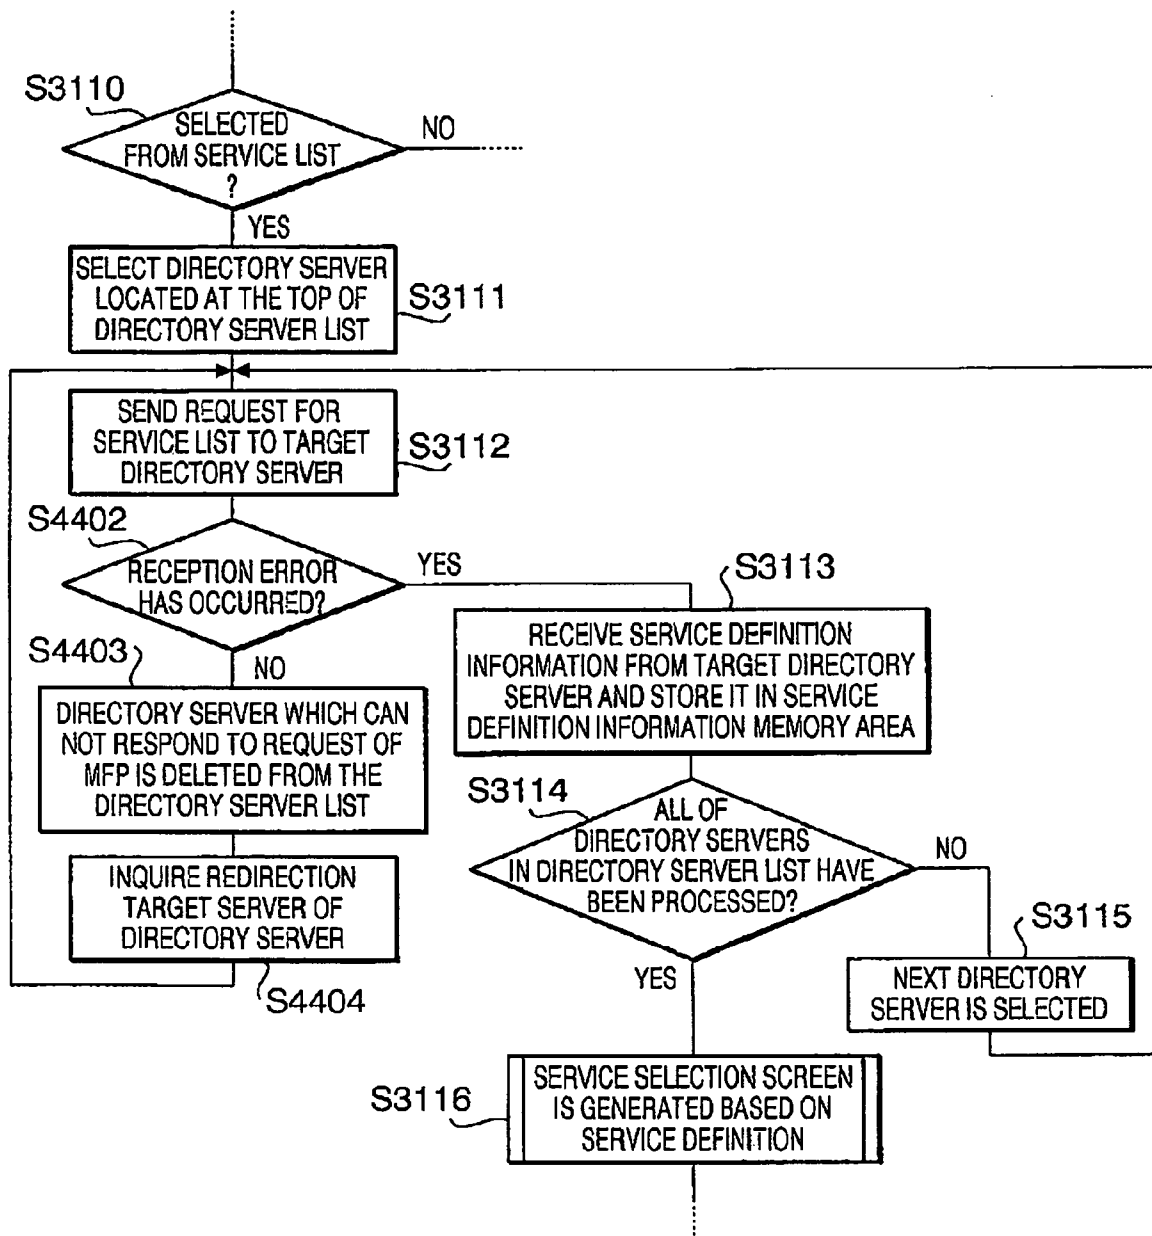 S3110
SELECTED
FROM SERVICE LIST
?
NO
YES
SELECT DIRECTORY SERVER
LOCATED AT THE TOP OF
DIRECTORY SERVER LIST
S3111
SEND REQUEST FOR
SERVICE LIST TO TARGET
DIRECTORY SERVER
S3112
S4402
RECEPTION ERROR
HAS OCCURRED?
YES
NO
S4403
DIRECTORY SERVER WHICH CAN
NOT RESPOND TO REQUEST OF
MFP IS DELETED FROM THE
DIRECTORY SERVER LIST
INQUIRE REDIRECTION
TARGET SERVER OF
DIRECTORY SERVER
S4404
S3113
RECEIVE SERVICE DEFINITION
INFORMATION FROM TARGET DIRECTORY
SERVER AND STORE IT IN SERVICE
DEFINITION INFORMATION MEMORY AREA
S3114
ALL OF
DIRECTORY SERVERS
IN DIRECTORY SERVER LIST HAVE
BEEN PROCESSED?
NO
YES
S3115
NEXT DIRECTORY
SERVER IS SELECTED
S3116
SERVICE SELECTION SCREEN
IS GENERATED BASED ON
SERVICE DEFINITION